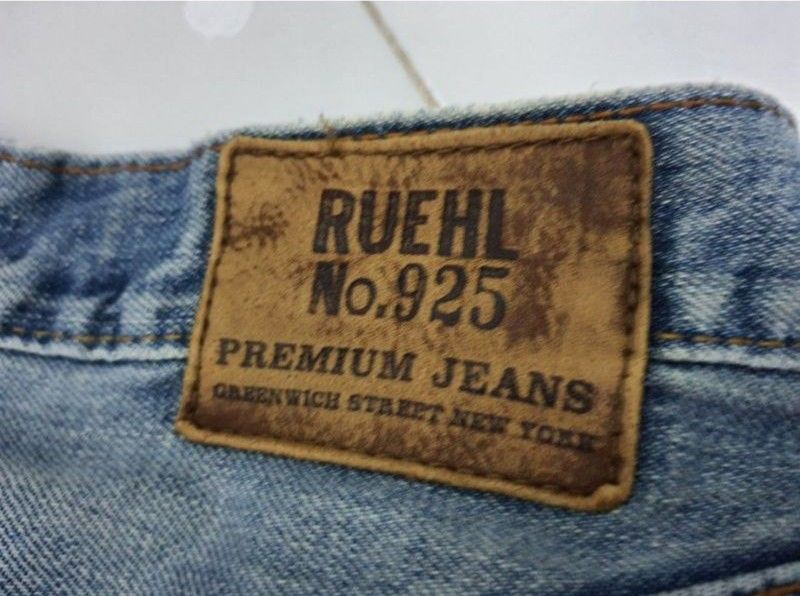 RUEHL
No.925
PREMIUM JEANS
GREENWICH STREET NEW YORK